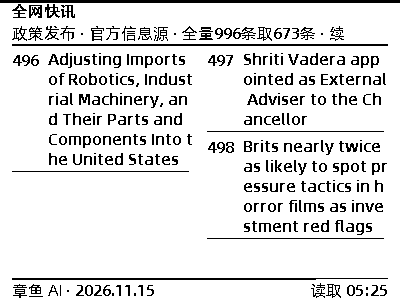 全网快讯
政策发布 · 官方信息源 · 全量996条取673条 · 续
496 Adjusting Imports
of Robotics, Indust
rial Machinery, an
d Their Parts and
Components Into t
he United States
497 Shriti Vadera app
ointed as External
Adviser to the Ch
ancellor
498 Brits nearly twice
as likely to spot pr
essure tactics in h
orror films as inve
stment red flags
章鱼 AI · 2026.11.15
读取 05:25